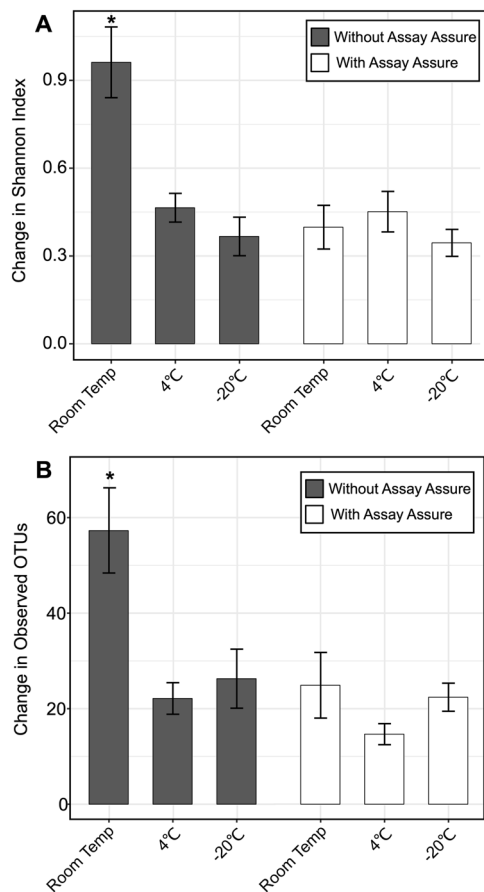 A
*
Without Assay Assure
With Assay Assure
Change in Shannon Index
0.9
0.6
0.3
0.0
Room Temp
4℃
-20℃
Room Temp
4℃
-20℃
B
*
Without Assay Assure
With Assay Assure
Change in Observed OTUs
60
40
20
0
Room Temp
4℃
-20℃
Room Temp
4℃
-20℃